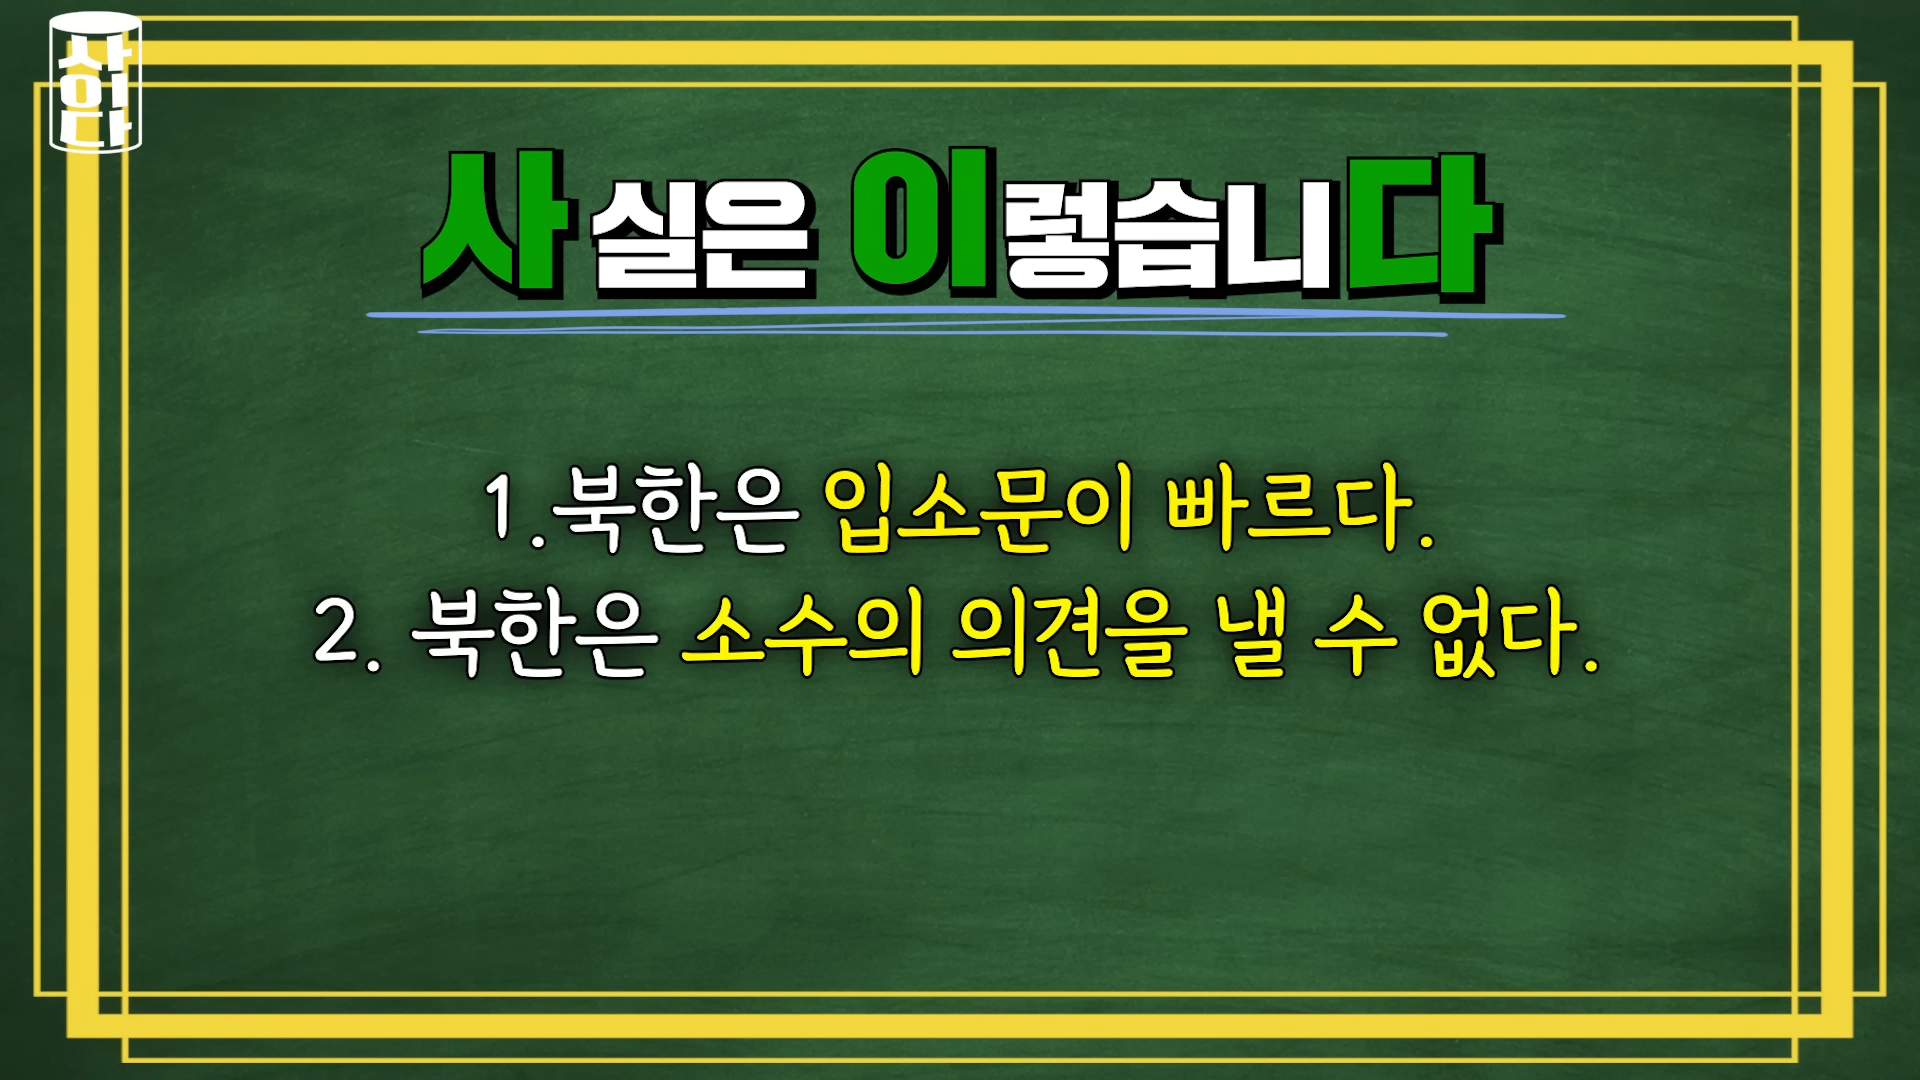 사이다
사실은 이렇습니다
1.북한은 입소문이 빠르다.
2. 북한은 소수의 의견을 낼 수 없다.